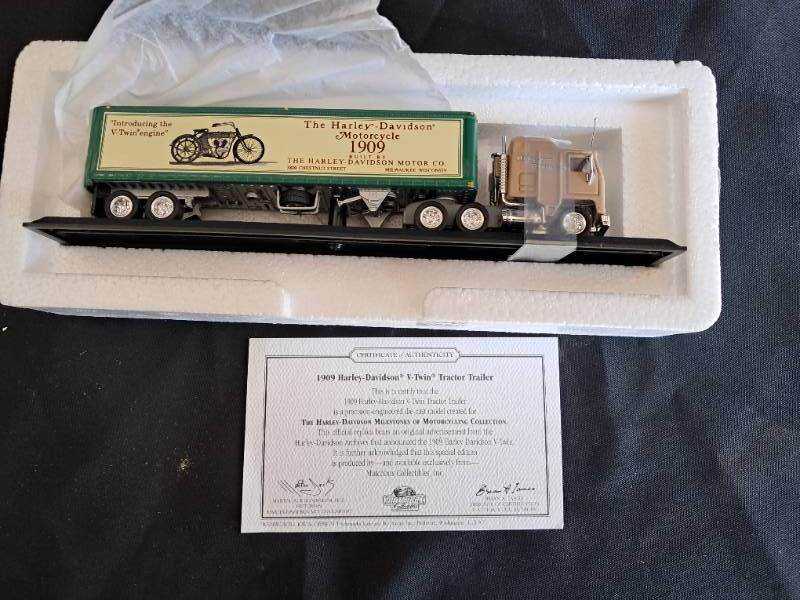 "Introducing the
V-Twin® engine"
The Harley-Davidson®
Motorcycle
1909
BUILT BY
THE HARLEY-DAVIDSON MOTOR CO.
CHESTNUT STREET MILWAUKEE, WISCONSIN
CERTIFICATE of AUTHENTICITY
1909 Harley-Davidson® V-Twin® Tractor Trailer
This is to certify that the
1909 Harley-Davidson V-Twin Tractor Trailer
is a precision-engineered die-cast model created for
THE HARLEY-DAVIDSON MILESTONES OF MOTORCYCLING COLLECTION.
This official replica bears an original advertisement from the
Harley-Davidson Archives that announced the 1909 Harley-Davidson V-Twin.
It is further acknowledged that this special edition
is produced by—and available exclusively from—
Matchbox Collectibles, Inc.